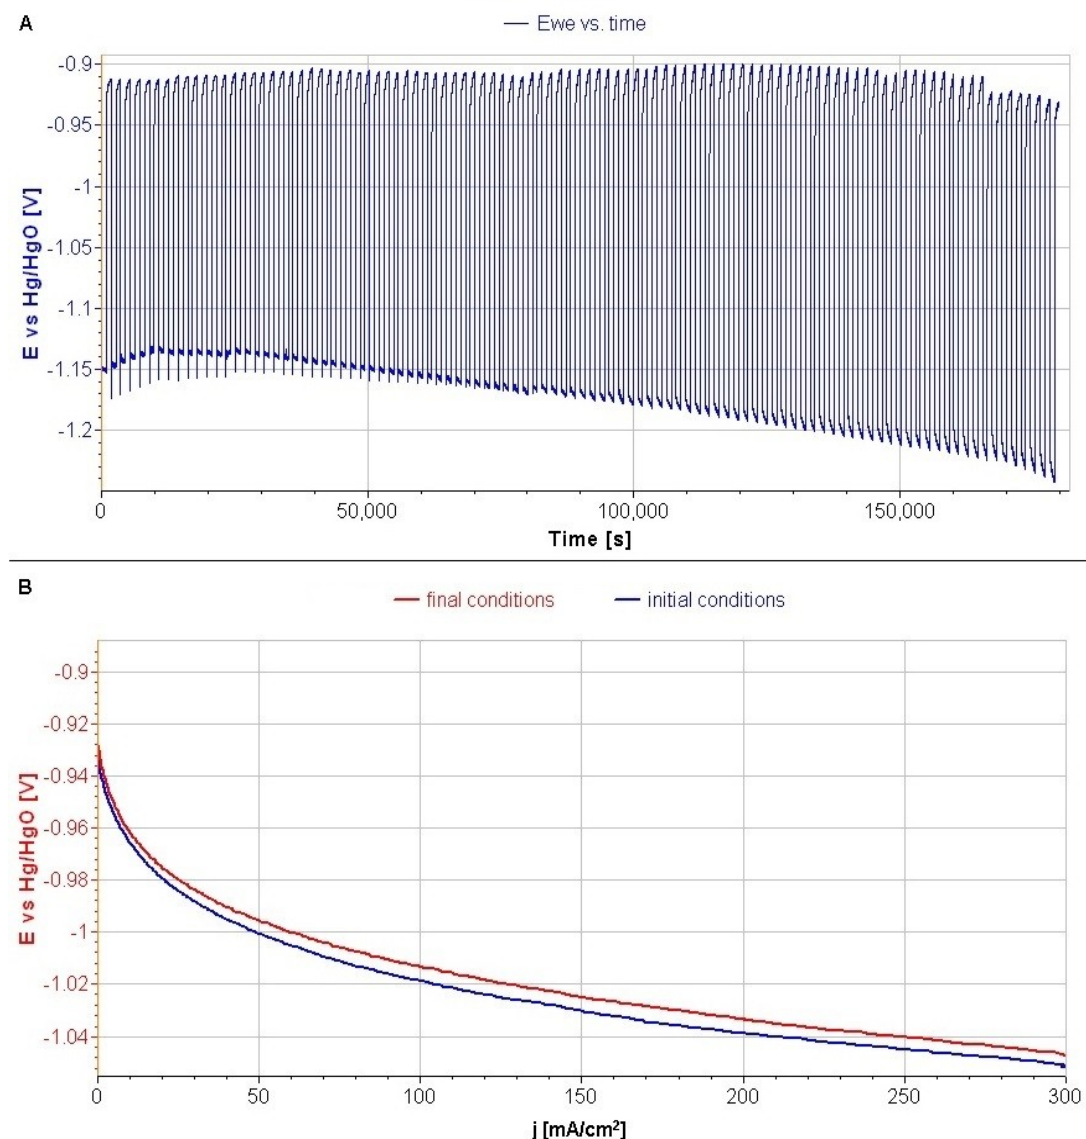 A
Ewe vs. time
E vs Hg/HgO [V]
-0.9
-0.95
-1
-1.05
-1.1
-1.15
-1.2
0
50,000
100,000
150,000
Time [s]
B
final conditions
initial conditions
E vs Hg/HgO [V]
-0.9
-0.92
-0.94
-0.96
-0.98
-1
-1.02
-1.04
0
50
100
150
200
250
300
j [mA/cm²]